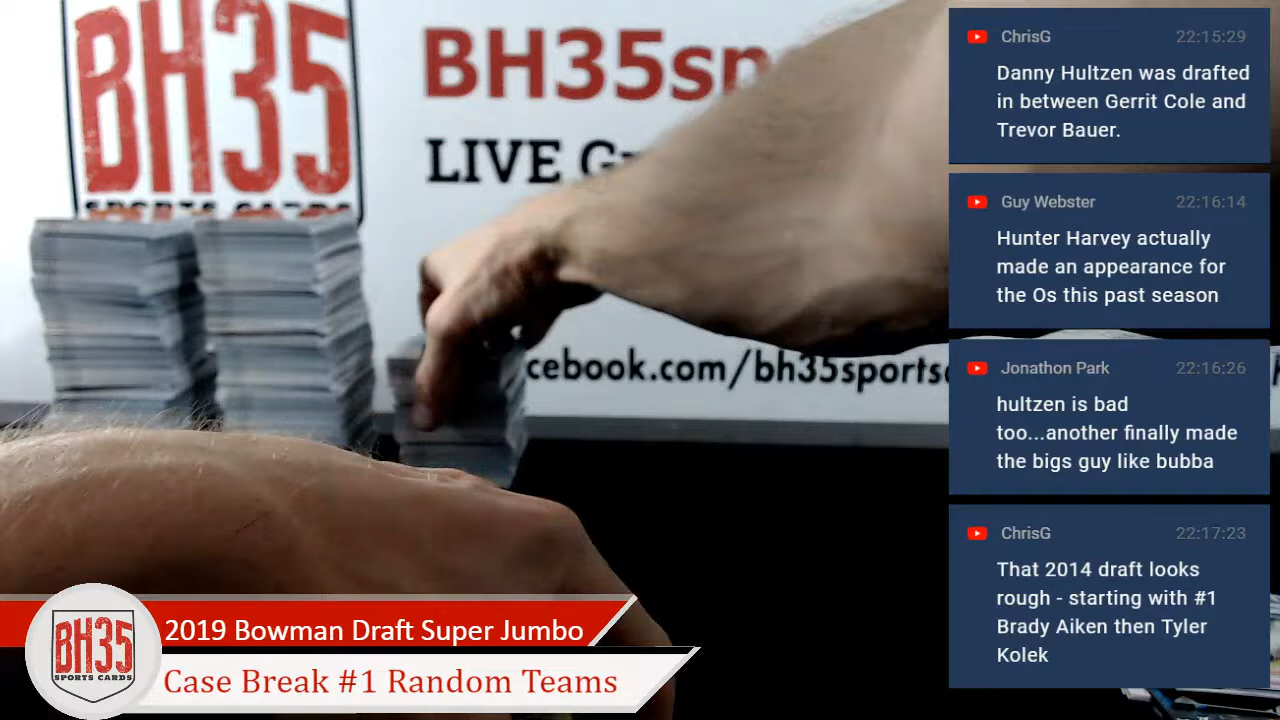 BH35
SPORTS CARDS
BH35sp
LIVE G
cebook.com/bh35sports
ChrisG 22:15:29
Danny Hultzen was drafted
in between Gerrit Cole and
Trevor Bauer.
Guy Webster 22:16:14
Hunter Harvey actually
made an appearance for
the Os this past season
Jonathon Park 22:16:26
hultzen is bad
too...another finally made
the bigs guy like bubba
ChrisG 22:17:23
That 2014 draft looks
rough - starting with #1
Brady Aiken then Tyler
Kolek
BH35
SPORTS CARDS
2019 Bowman Draft Super Jumbo
Case Break #1 Random Teams